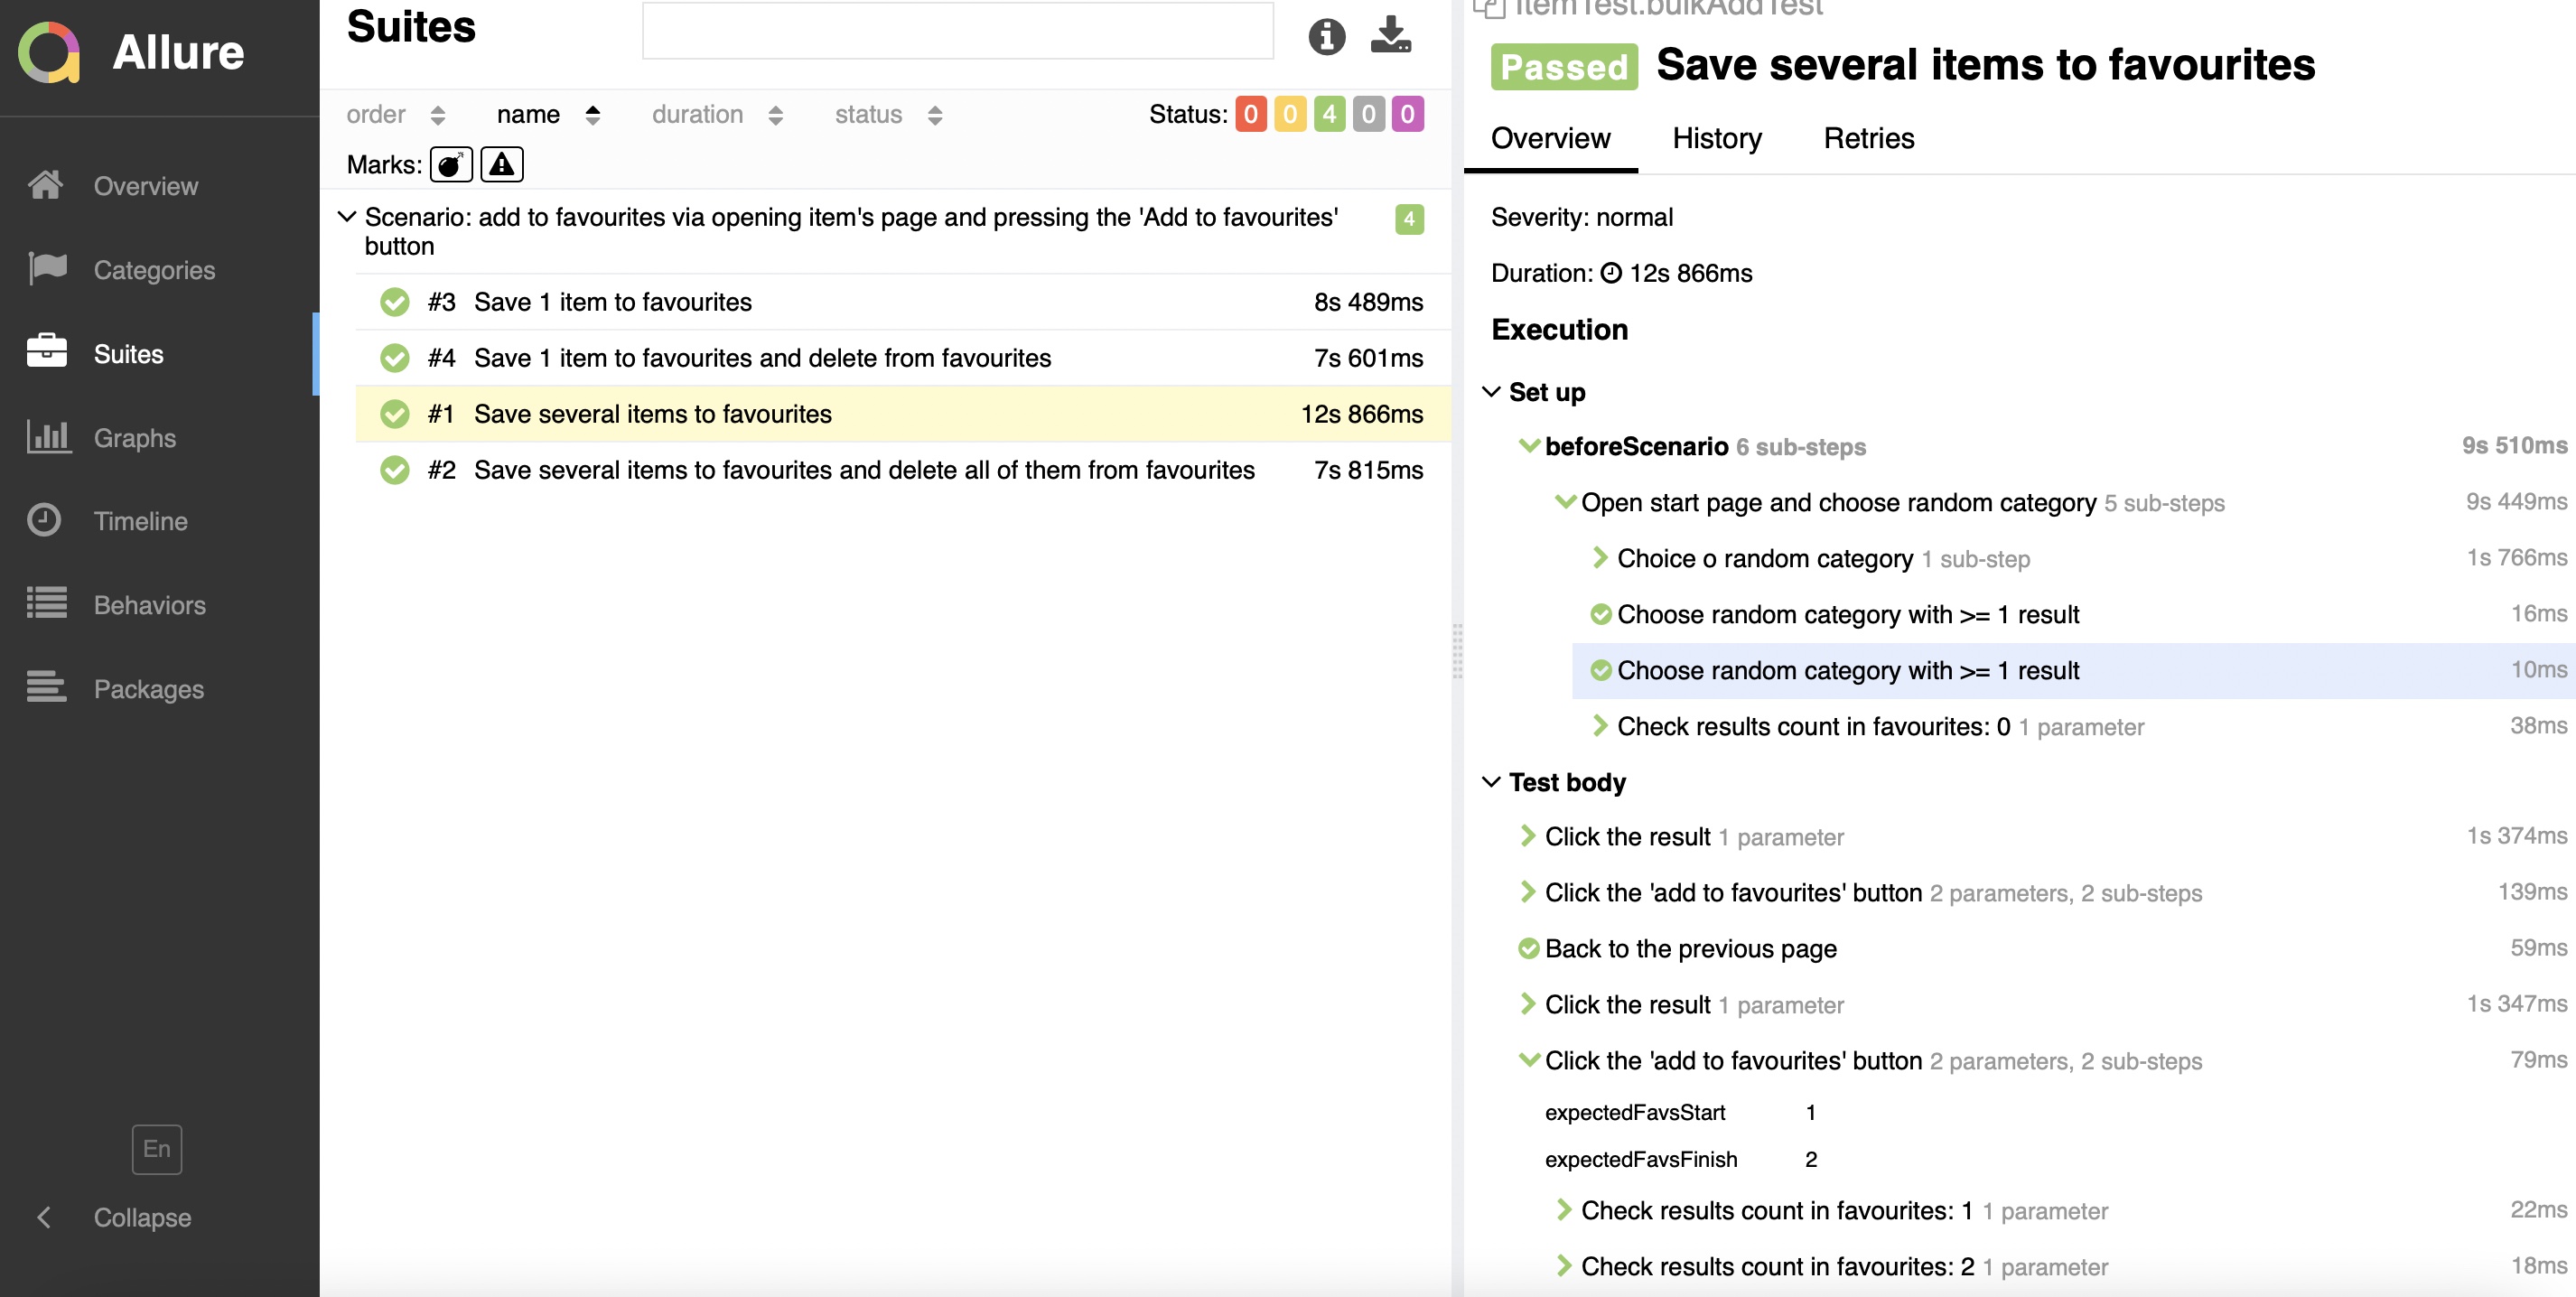 Allure
Overview
Categories
Suites
Graphs
Timeline
Behaviors
Packages
En
Collapse
Suites
order name duration status Status: 0 0 4 0 0
Marks:
Scenario: add to favourites via opening item's page and pressing the 'Add to favourites' 4
button
#3 Save 1 item to favourites 8s 489ms
#4 Save 1 item to favourites and delete from favourites 7s 601ms
#1 Save several items to favourites 12s 866ms
#2 Save several items to favourites and delete all of them from favourites 7s 815ms
ItemTest.bulkAddTest
Passed Save several items to favourites
Overview History Retries
Severity: normal
Duration: 12s 866ms
Execution
Set up
beforeScenario 6 sub-steps 9s 510ms
Open start page and choose random category 5 sub-steps 9s 449ms
Choice o random category 1 sub-step 1s 766ms
Choose random category with >= 1 result 16ms
Choose random category with >= 1 result 10ms
Check results count in favourites: 0 1 parameter 38ms
Test body
Click the result 1 parameter 1s 374ms
Click the 'add to favourites' button 2 parameters, 2 sub-steps 139ms
Back to the previous page 59ms
Click the result 1 parameter 1s 347ms
Click the 'add to favourites' button 2 parameters, 2 sub-steps 79ms
expectedFavsStart 1
expectedFavsFinish 2
Check results count in favourites: 1 1 parameter 22ms
Check results count in favourites: 2 1 parameter 18ms